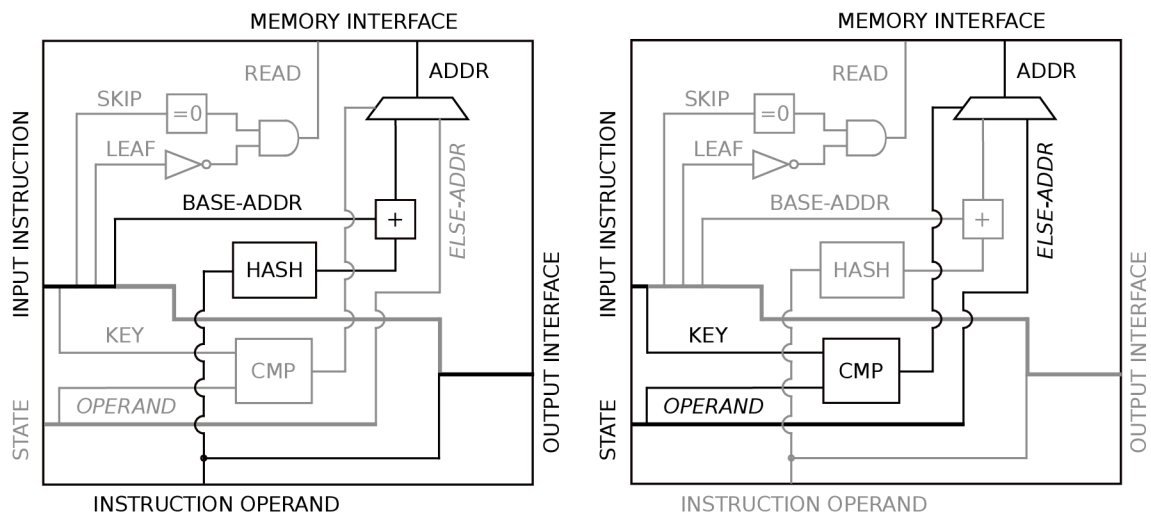 MEMORY INTERFACE
ADDR
READ
SKIP
=0
LEAF
BASE-ADDR
+
ELSE-ADDR
HASH
KEY
CMP
OPERAND
INPUT INSTRUCTION
STATE
OUTPUT INTERFACE
INSTRUCTION OPERAND
MEMORY INTERFACE
ADDR
READ
SKIP
=0
LEAF
BASE-ADDR
+
ELSE-ADDR
HASH
KEY
CMP
OPERAND
INPUT INSTRUCTION
STATE
OUTPUT INTERFACE
INSTRUCTION OPERAND